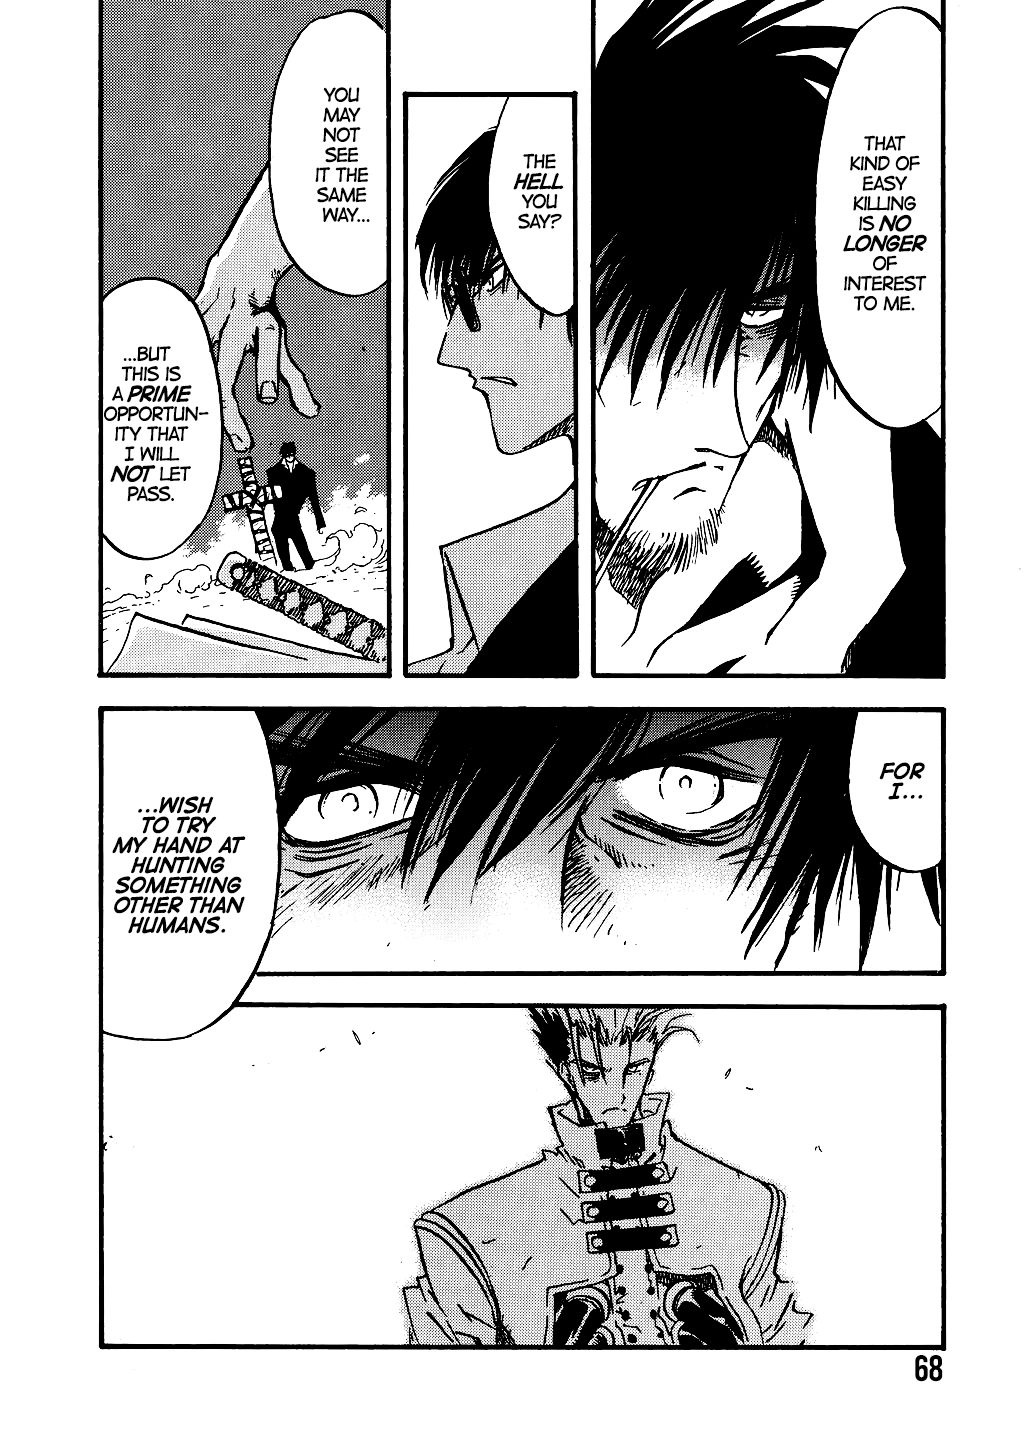 THAT
KIND OF
EASY
KILLING
IS NO
LONGER
OF
INTEREST
TO ME.
THE
HELL
YOU
SAY?
YOU
MAY
NOT
SEE
IT THE
SAME
WAY...
...BUT
THIS IS
A PRIME
OPPORTUN-
ITY THAT
I WILL
NOT LET
PASS.
FOR
I...
...WISH
TO TRY
MY HAND AT
HUNTING
SOMETHING
OTHER THAN
HUMANS.
68